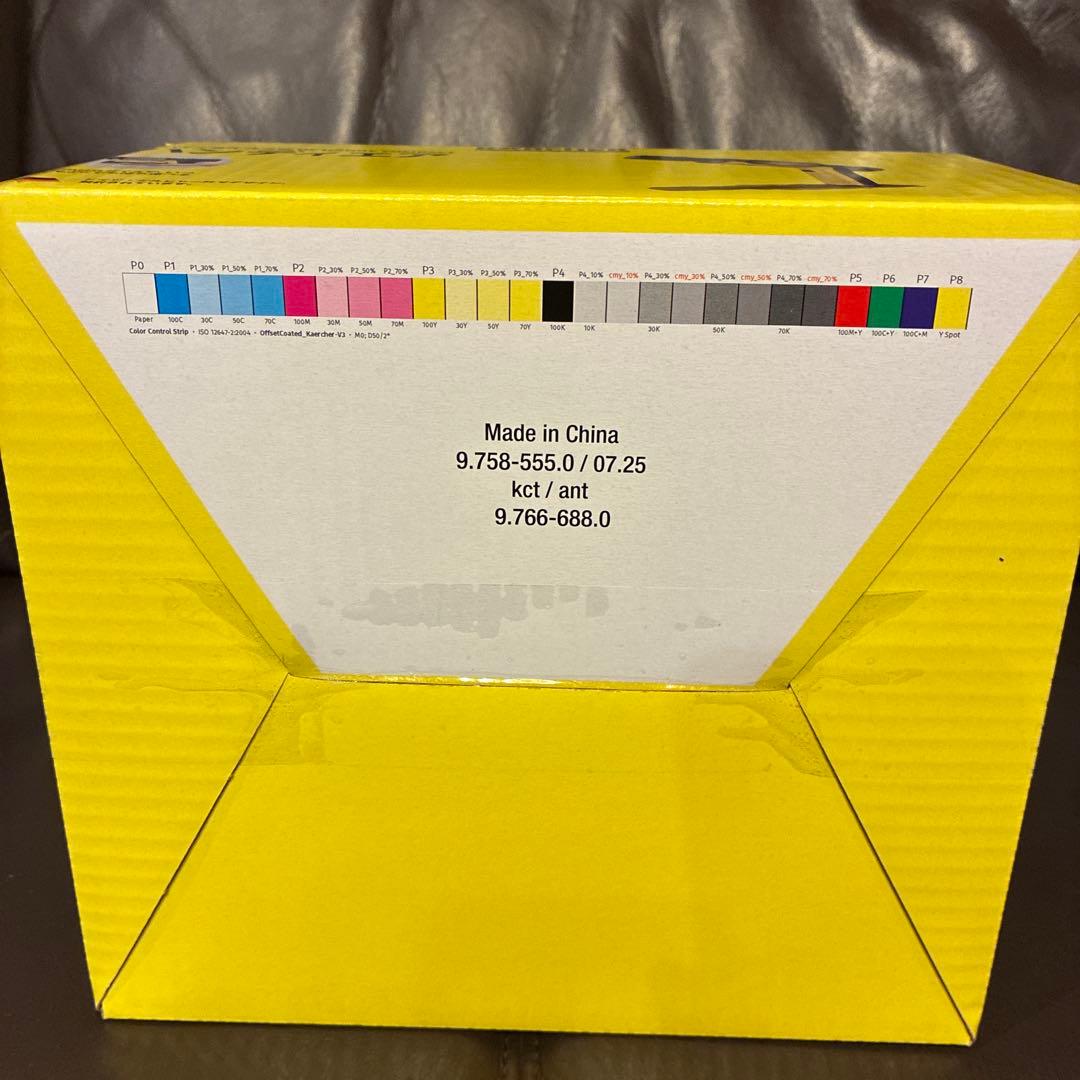 P0 P1 P1_30% P1_50% P1_70% P2 P2_30% P2_50% P2_70% P3 P3_30% P3_50% P3_70% P4 P4_10% cmy_10% P4_30% cmy_30% P4_50% cmy_50% P4_70% cmy_70% P5 P6 P7 P8
Paper 100C 30C 50C 70C 100M 30M 50M 70M 100Y 30Y 50Y 70Y 100K 10K 30K 50K 70K 100M+Y 100C+Y 100C+M Y Spot
Color Control Strip · ISO 12647-2:2004 · OffsetCoated_Kaercher-V3 · M0; D50/2°
Made in China
9.758-555.0 / 07.25
kct / ant
9.766-688.0